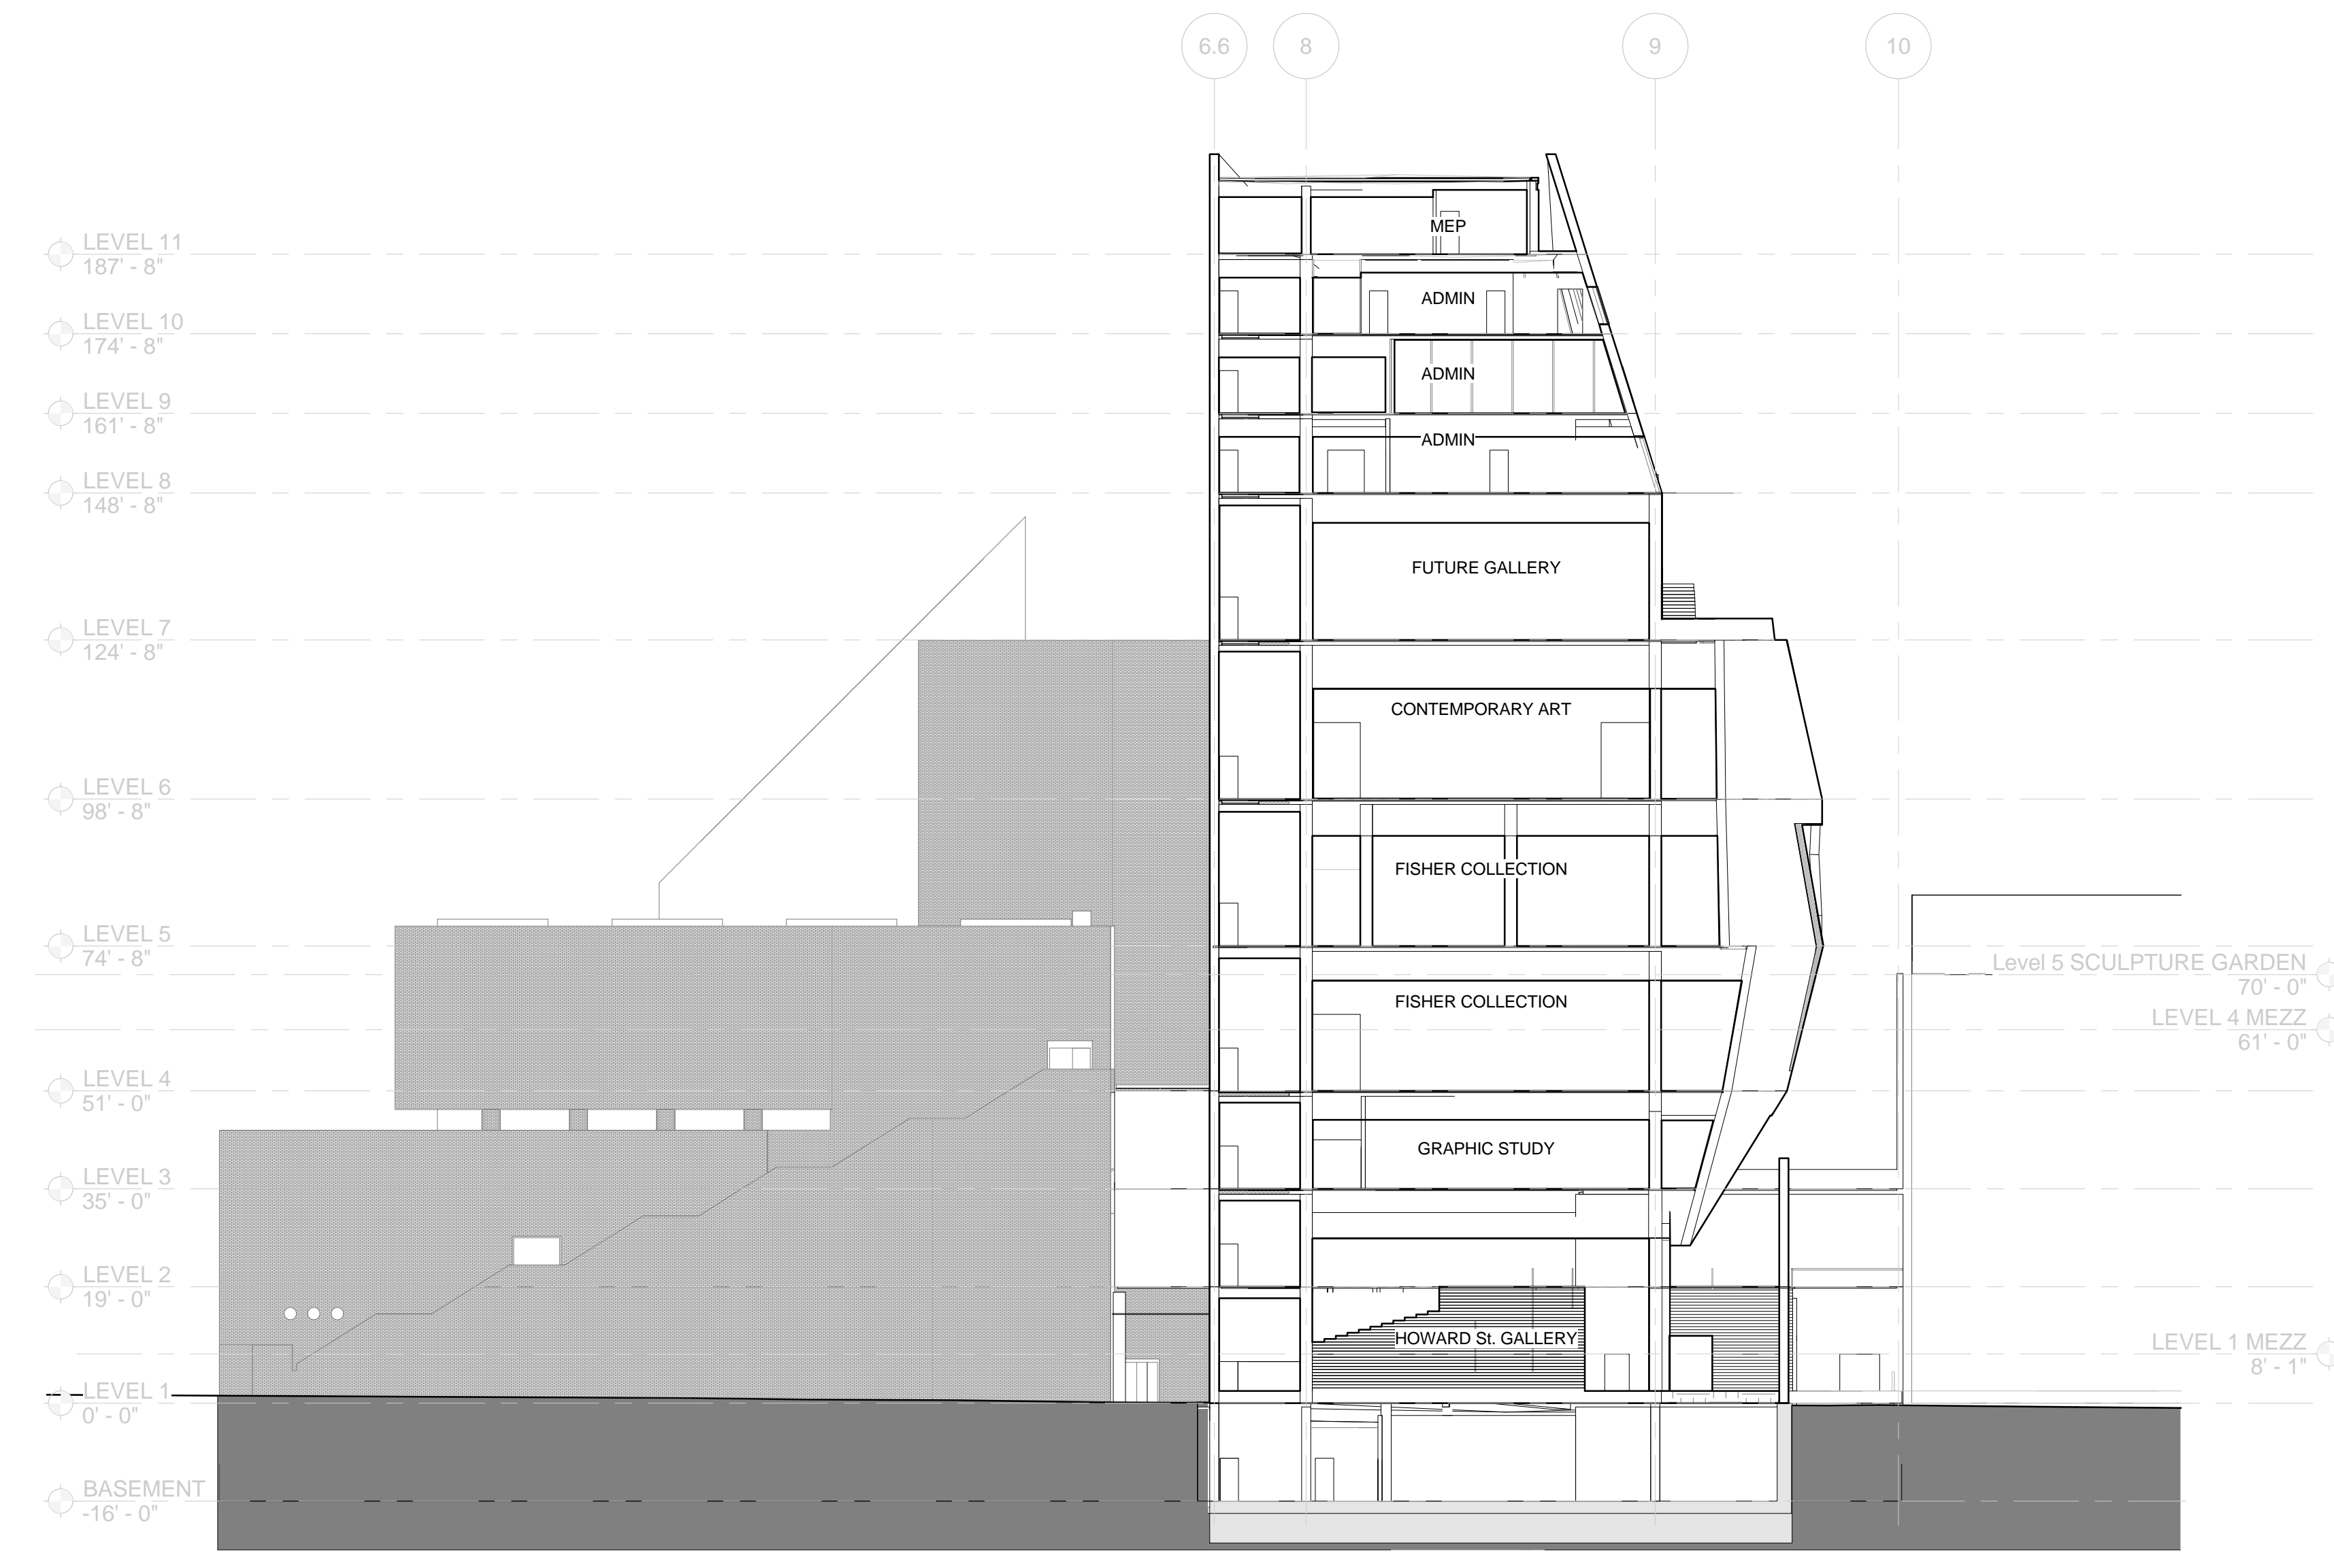 6.6
8
9
10
MEP
LEVEL 11
187' - 8"
ADMIN
LEVEL 10
174' - 8"
ADMIN
LEVEL 9
161' - 8"
ADMIN
LEVEL 8
148' - 8"
FUTURE GALLERY
LEVEL 7
124' - 8"
CONTEMPORARY ART
LEVEL 6
98' - 8"
FISHER COLLECTION
LEVEL 5
74' - 8"
Level 5 SCULPTURE GARDEN
70' - 0"
FISHER COLLECTION
LEVEL 4 MEZZ
61' - 0"
LEVEL 4
51' - 0"
GRAPHIC STUDY
LEVEL 3
35' - 0"
LEVEL 2
19' - 0"
HOWARD St. GALLERY
LEVEL 1 MEZZ
8' - 1"
LEVEL 1
0' - 0"
BASEMENT
-16' - 0"